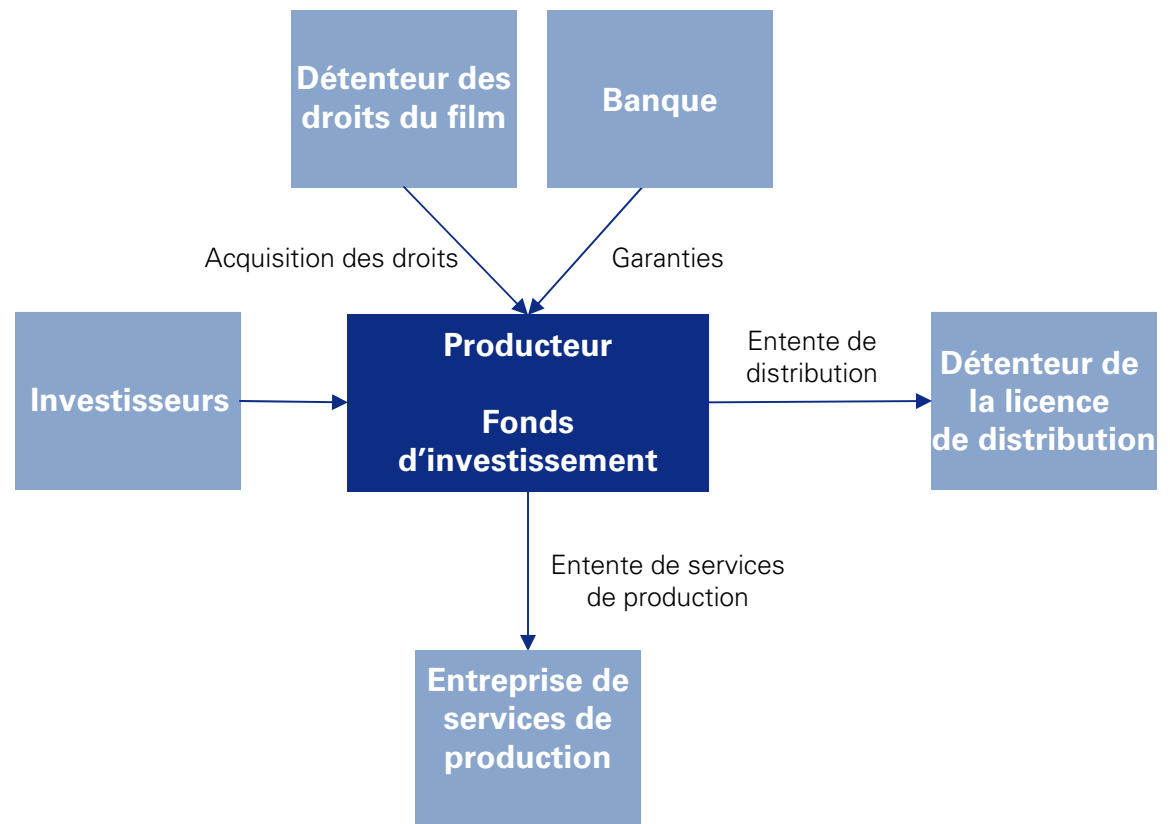 Détenteur des
droits du film
Banque
Acquisition des droits
Garanties
Investisseurs
Producteur
Fonds
d'investissement
Entente de
distribution
Détenteur de
la licence
de distribution
Entente de services
de production
Entreprise de
services de
production